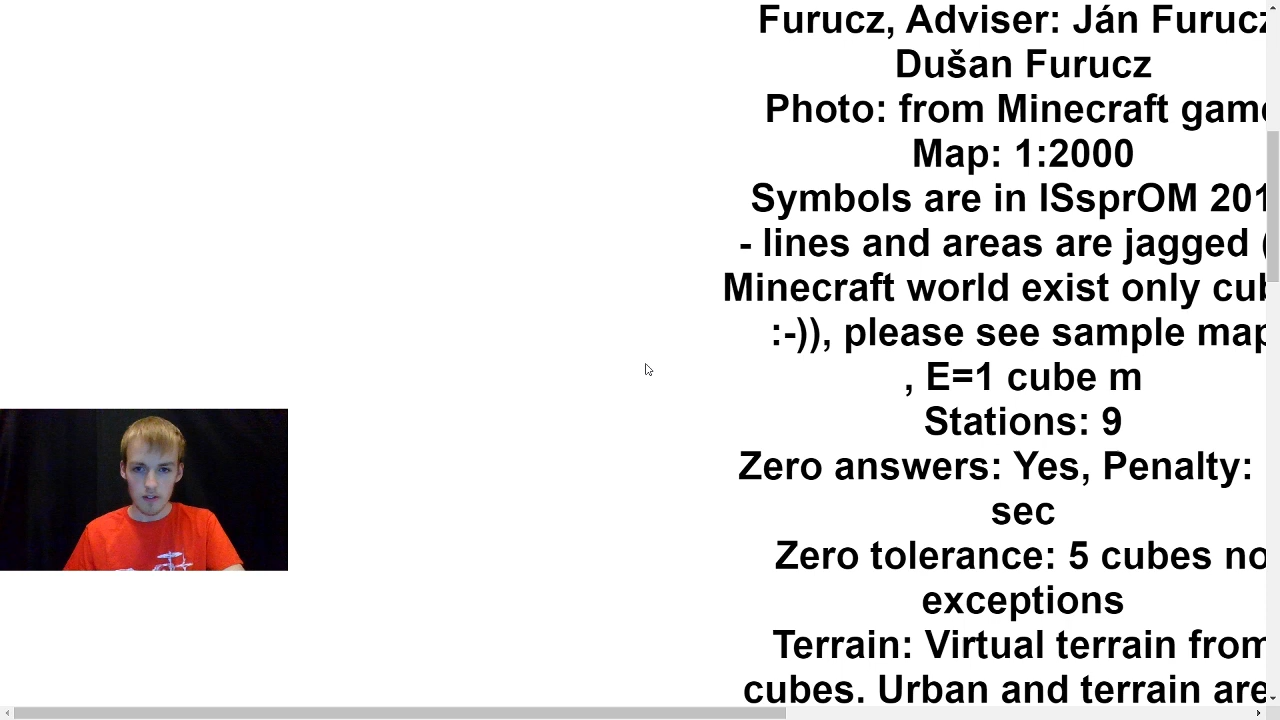 Furucz, Adviser: Ján Furucz
Dušan Furucz
Photo: from Minecraft game
Map: 1:2000
Symbols are in ISsprOM 201
- lines and areas are jagged (
Minecraft world exist only cub
:-)), please see sample map
, E=1 cube m
Stations: 9
Zero answers: Yes, Penalty:
sec
Zero tolerance: 5 cubes no
exceptions
Terrain: Virtual terrain from
cubes. Urban and terrain are